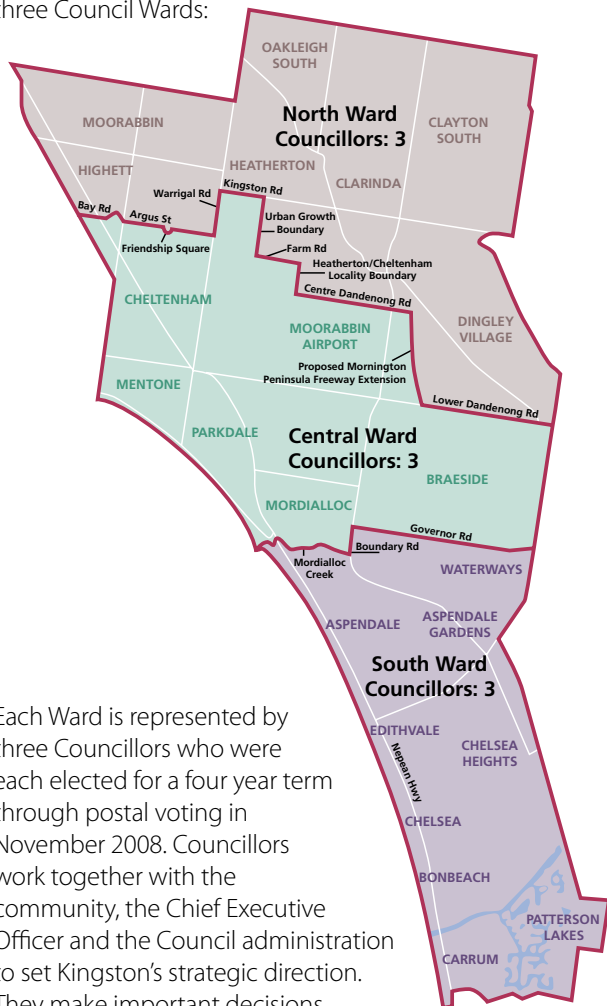 three Council Wards:
OAKLEIGH
SOUTH
North Ward
Councillors: 3
MOORABBIN
CLAYTON
SOUTH
HIGHETT
HEATHERTON
CLARINDA
Warrigal Rd
Kingston Rd
Bay Rd
Argus St
Urban Growth
Boundary
Friendship Square
Farm Rd
Heatherton/Cheltenham
Locality Boundary
Centre Dandenong Rd
CHELTENHAM
MOORABBIN
AIRPORT
DINGLEY
VILLAGE
Proposed Mornington
Peninsula Freeway Extension
MENTONE
Lower Dandenong Rd
PARKDALE
Central Ward
Councillors: 3
BRAESIDE
MORDIALLOC
Governor Rd
Boundary Rd
Mordialloc
Creek
WATERWAYS
ASPENDALE
ASPENDALE
GARDENS
South Ward
Councillors: 3
EDITHVALE
CHELSEA
HEIGHTS
Nepean Hwy
CHELSEA
BONBEACH
PATTERSON
LAKES
CARRUM
Each Ward is represented by
three Councillors who were
each elected for a four year term
through postal voting in
November 2008. Councillors
work together with the
community, the Chief Executive
Officer and the Council administration
to set Kingston's strategic direction.
They make important decisions